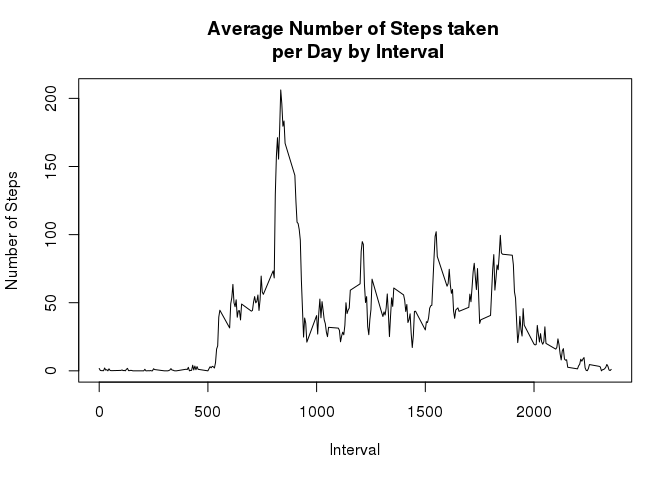 Average Number of Steps taken
per Day by Interval
Number of Steps
200
150
100
50
0
0 500 1000 1500 2000
Interval